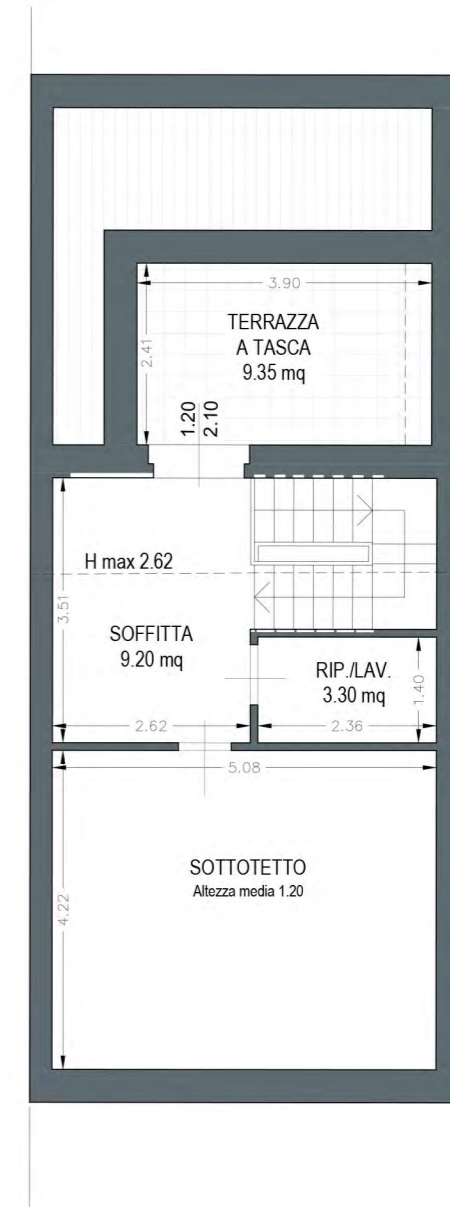 3.90
TERRAZZA
A TASCA
9.35 mq
2.41
1.20
2.10
H max 2.62
3.51
SOFFITTA
9.20 mq
RIP./LAV.
3.30 mq
1.40
2.62
2.36
5.08
SOTTOTETTO
Altezza media 1.20
4.22